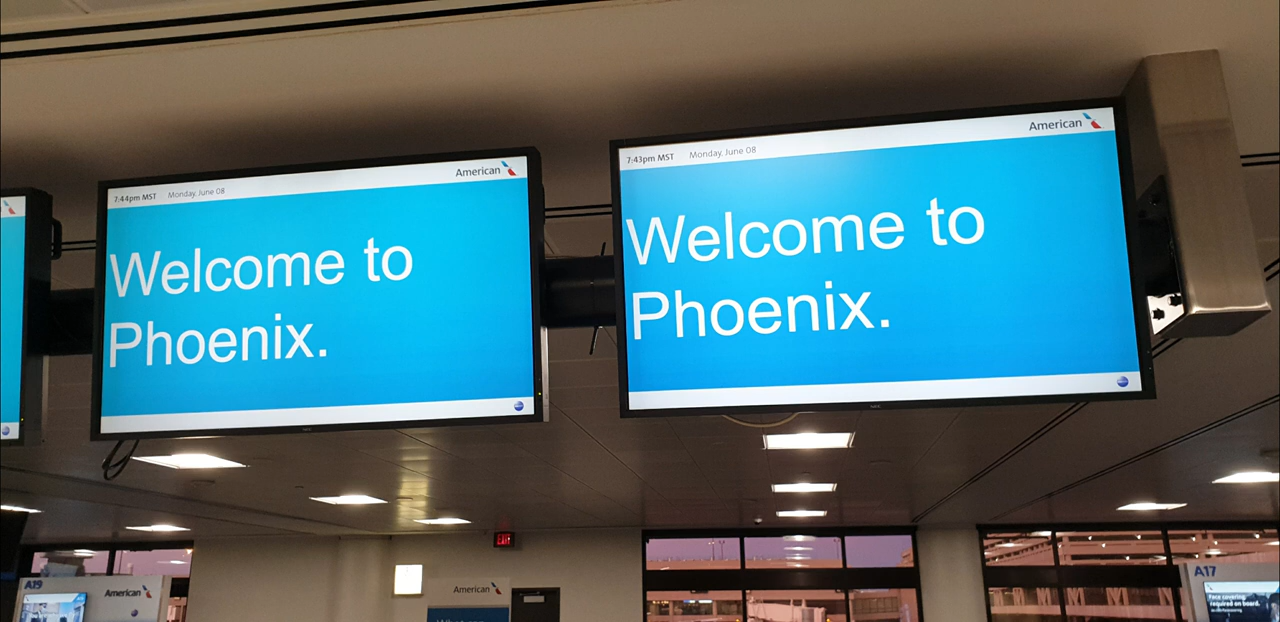 7:44pm MST Monday, June 08
American
Welcome to
Phoenix.
7:43pm MST Monday, June 08
American
Welcome to
Phoenix.
EXIT
A19
American
American
A17
Face covering
required on board.